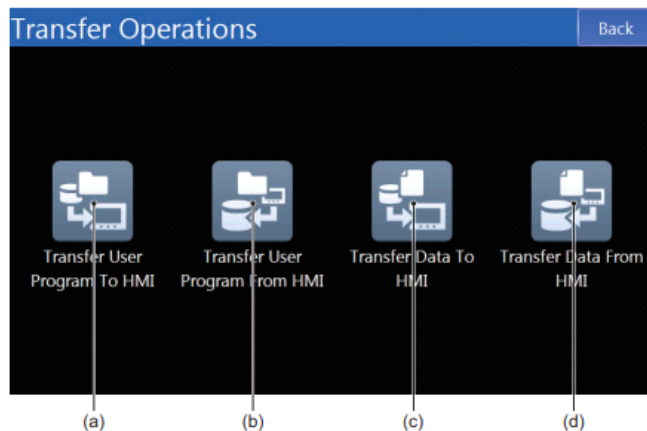 Transfer Operations
Back
Transfer User
Program To HMI
Transfer User
Program From HMI
Transfer Data To
HMI
Transfer Data From
HMI
(a)
(b)
(c)
(d)